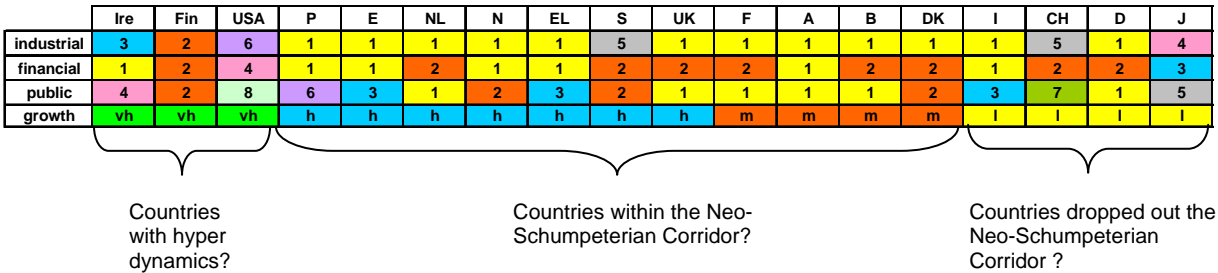 Ire Fin USA P E NL N EL S UK F A B DK I CH D J
industrial 3 2 6 1 1 1 1 1 5 1 1 1 1 1 1 5 1 4
financial 1 2 4 1 1 2 1 1 2 2 2 1 2 2 1 2 2 3
public 4 2 8 6 3 1 2 3 2 1 1 1 1 2 3 7 1 5
growth vh vh vh h h h h h h h m m m m l l l l
Countries
with hyper
dynamics?
Countries within the Neo-
Schumpeterian Corridor?
Countries dropped out the
Neo-Schumpeterian
Corridor ?